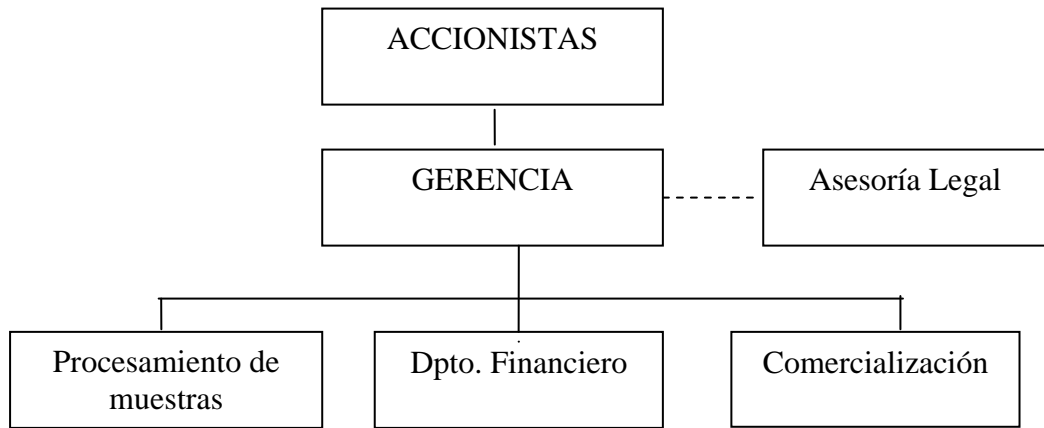 ACCIONISTAS
GERENCIA
Asesoría Legal
Procesamiento de
muestras
Dpto. Financiero
Comercialización